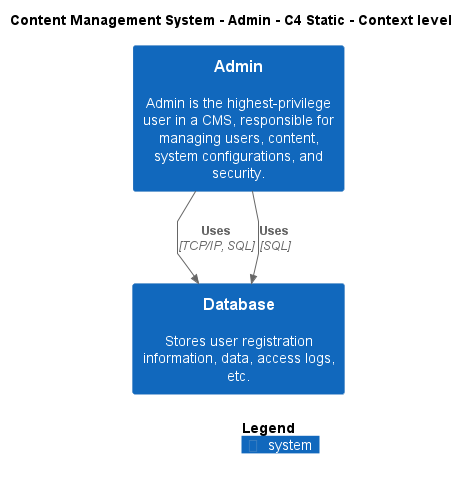 Content Management System - Admin - C4 Static - Context level
Admin
Admin is the highest-privilege
user in a CMS, responsible for
managing users, content,
system configurations, and
security.
Uses
[TCP/IP, SQL]
Uses
[SQL]
Database
Stores user registration
information, data, access logs,
etc.
Legend
system